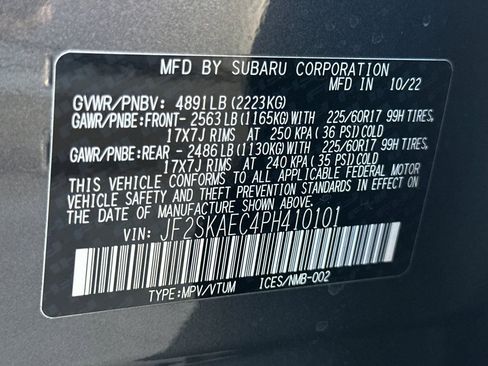 MFD BY SUBARU CORPORATION
MFD IN 10/22
GVWR/PNBV: 4891LB(2223KG)
GAWR/PNBE:FRONT-2563LB(1165KG)WITH 225/60R17 99H TIRES,
17X7J RIMS AT 250 KPA(36 PSI)COLD
GAWR/PNBE:REAR -2486LB(1130KG)WITH 225/60R17 99H TIRES,
17X7J RIMS AT 240 KPA(35 PSI)COLD
THIS VEHICLE CONFORMS TO ALL APPLICABLE FEDERAL MOTOR
VEHICLE SAFETY AND THEFT PREVENTION STANDARDS IN EFFECT
ON THE DATE OF MANUFACTURE SHOWN ABOVE.
VIN: JF2SKAEC4PH410101
TYPE:MPV/VTUM ICES/NMB-002